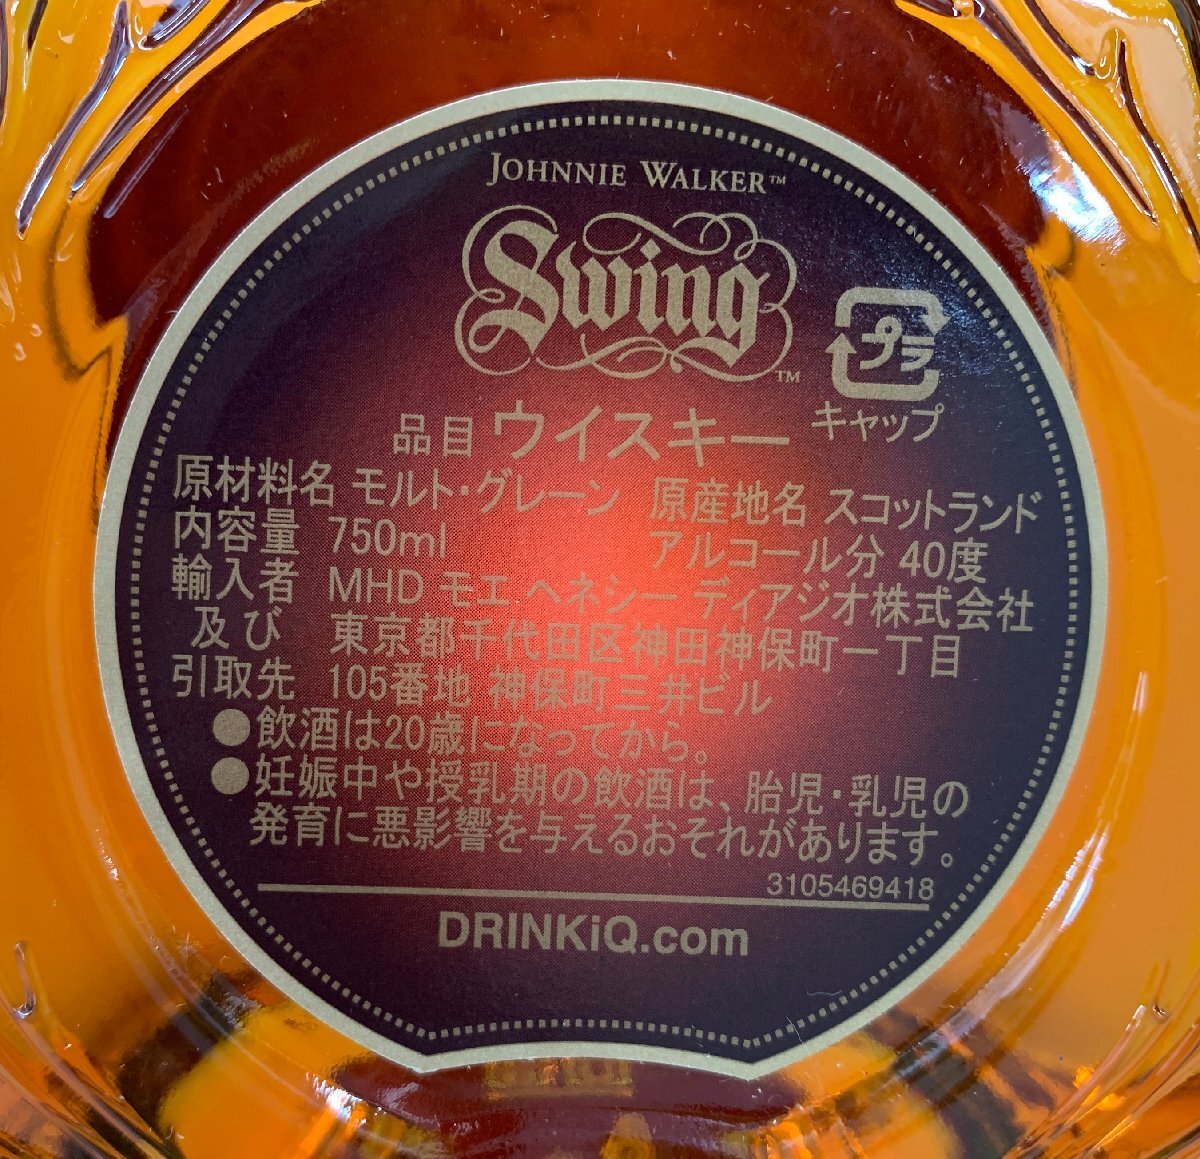 JOHNNIE WALKER™
Swing™
プラ
キャップ
品目 ウイスキー
原材料名 モルト・グレーン 原産地名 スコットランド
内容量 750ml アルコール分 40度
輸入者 MHD モエ ヘネシー ディアジオ株式会社
及び 東京都千代田区神田神保町一丁目
引取先 105番地 神保町三井ビル
●飲酒は20歳になってから。
●妊娠中や授乳期の飲酒は、胎児・乳児の
発育に悪影響を与えるおそれがあります。
3105469418
DRINKiQ.com